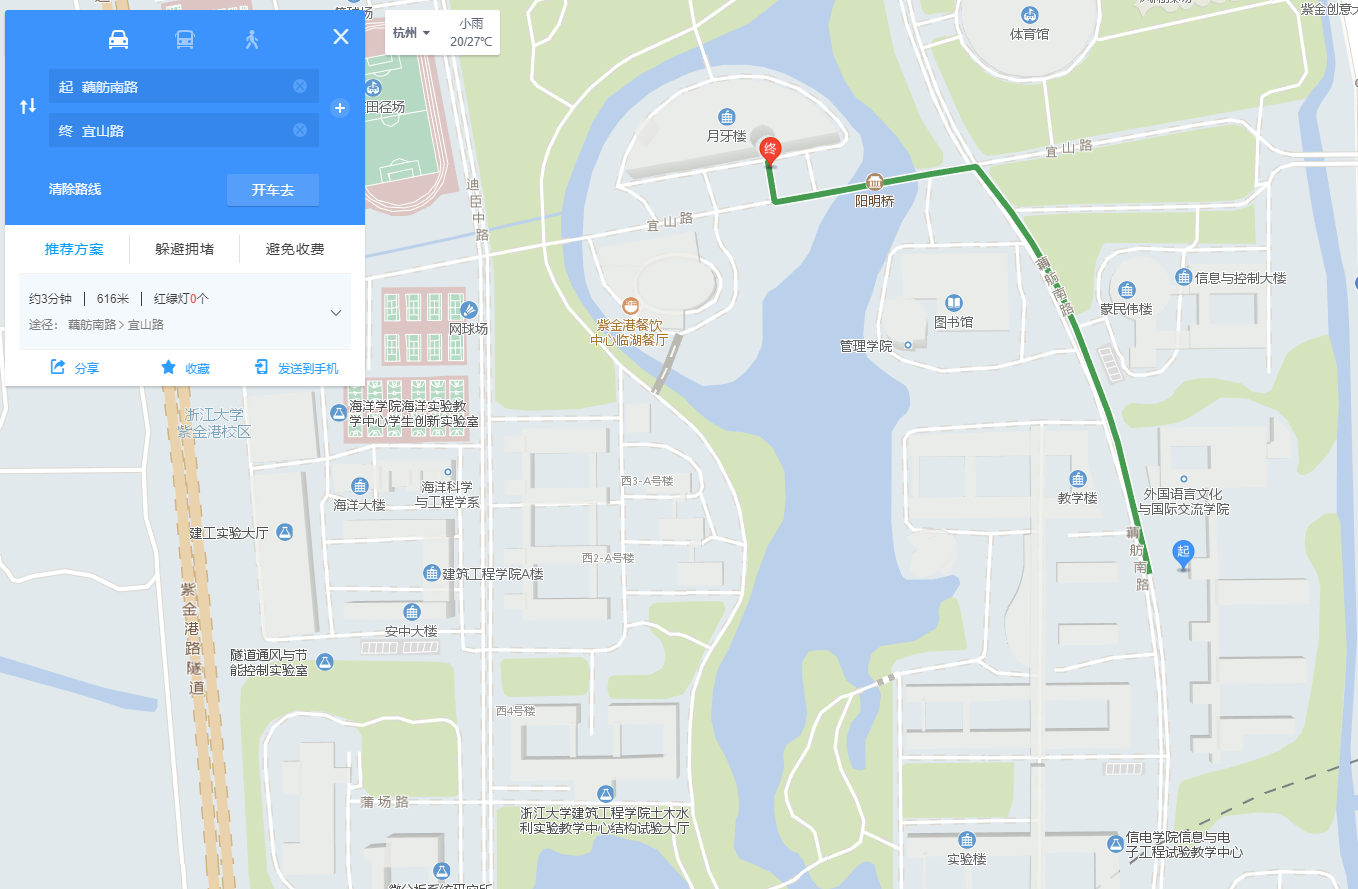 杭州
小雨
20/27℃
起 藕舫南路
终 宜山路
清除路线
开车去
推荐方案
躲避拥堵
避免收费
约3分钟 | 616米 | 红绿灯0个
途径： 藕舫南路 > 宜山路
分享
收藏
发送到手机
体育馆
田径场
月牙楼
终
宜山路
阳明桥
迪臣中路
宜山路
藕舫南路
信息与控制大楼
蒙民伟楼
图书馆
管理学院
网球场
紫金港餐饮
中心临湖餐厅
浙江大学
紫金港校区
海洋学院海洋实验教
学中心学生创新实验室
海洋大楼
海洋科学
与工程学系
西3-A号楼
教学楼
外国语言文化
与国际交流学院
建工实验大厅
藕舫南路
起
西2-A号楼
建筑工程学院A楼
紫金港路隧道
安中大楼
隧道通风与节
能控制实验室
西4号楼
蒲场路
浙江大学建筑工程学院土木水
利实验教学中心结构试验大厅
信电学院信息与电
子工程试验教学中心
实验楼